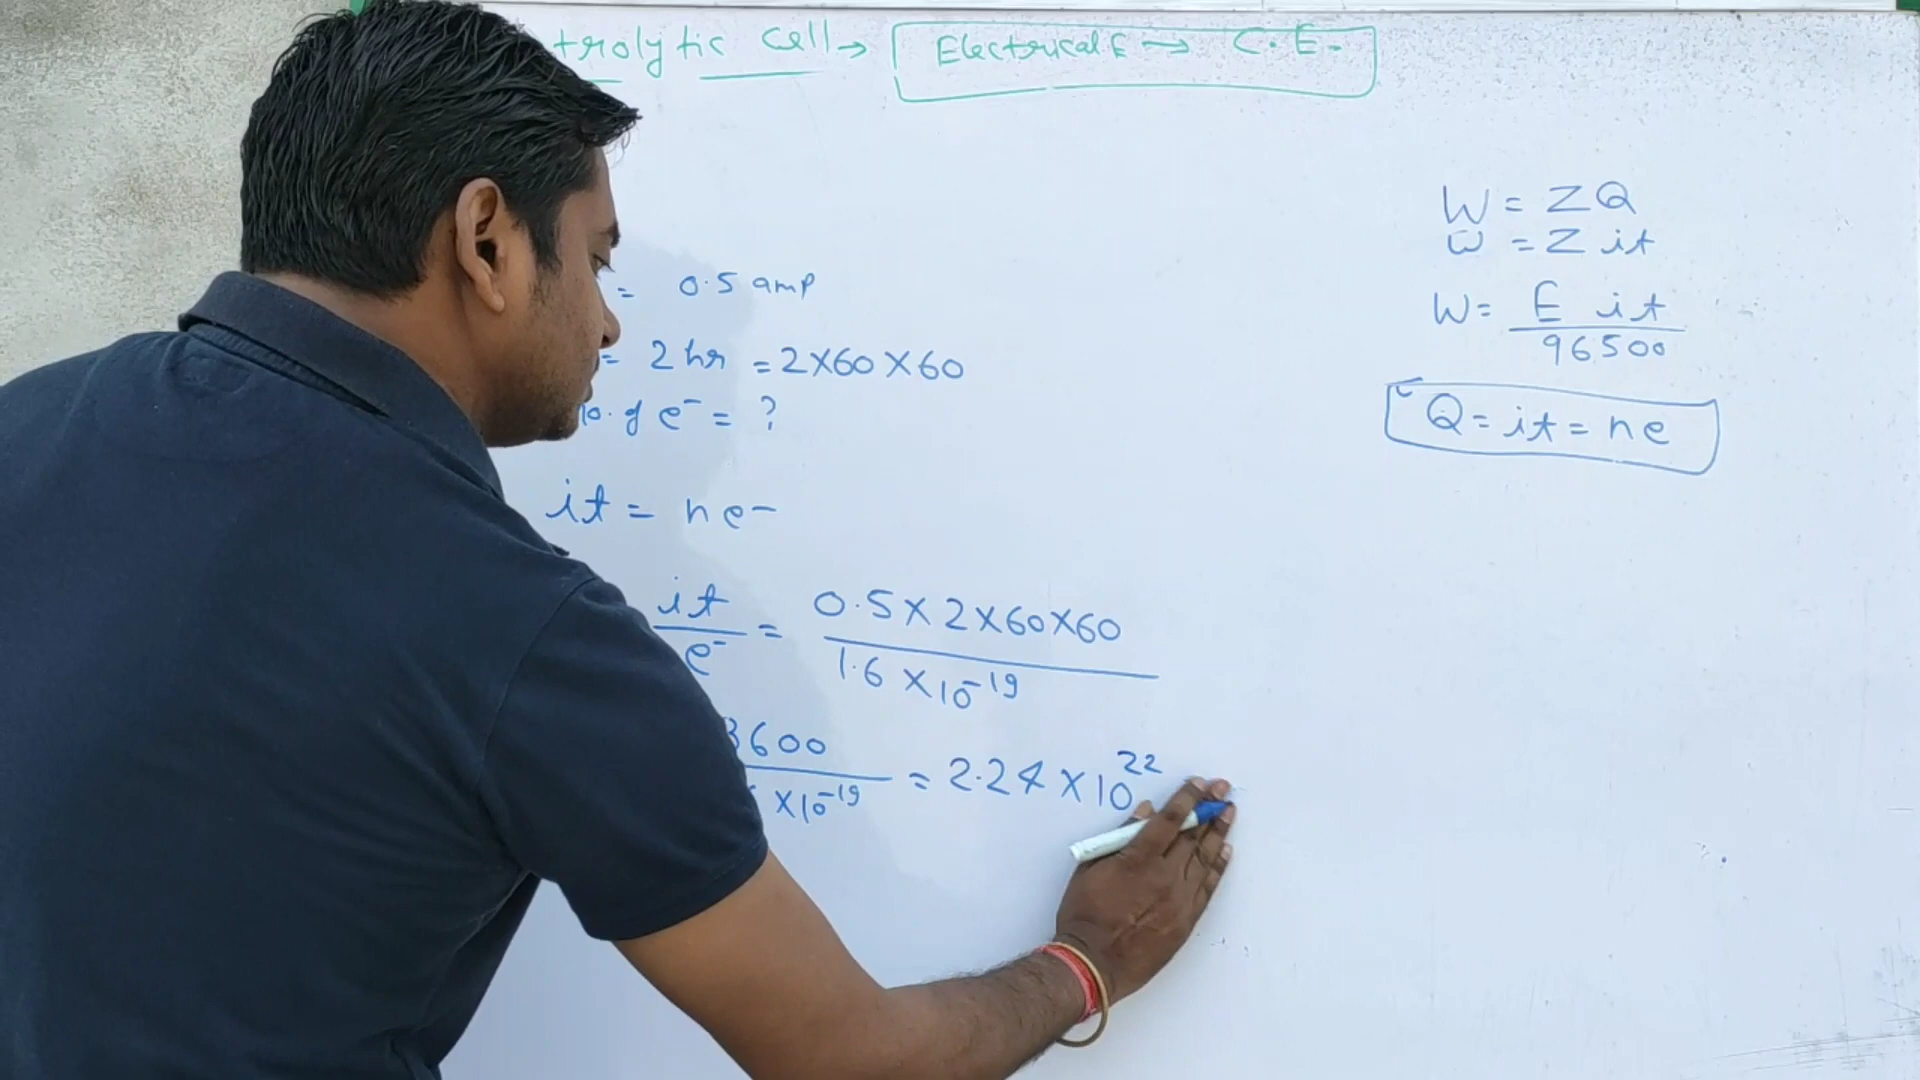 trolytic cell → Electrical E → C.E.
W = ZQ
W = Z it
= 0.5 amp
W = E it / 96500
= 2 hr = 2×60×60
no. of e⁻ = ?
Q = it = ne
it = ne⁻
it / e⁻ = 0.5×2×60×60 / 1.6×10⁻¹⁹
3600 / ×10⁻¹⁹ = 2.24×10²²